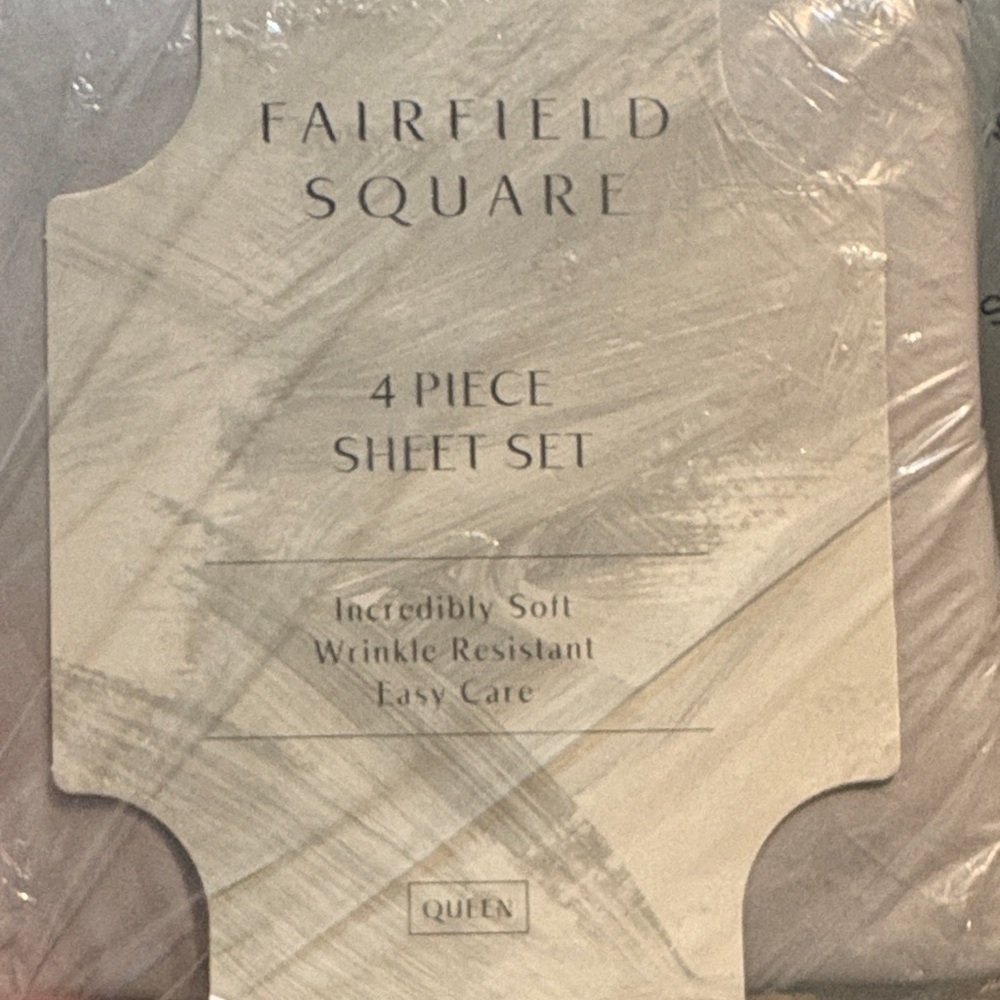 FAIRFIELD
SQUARE
4 PIECE
SHEET SET
Incredibly Soft
Wrinkle Resistant
Easy Care
QUEEN